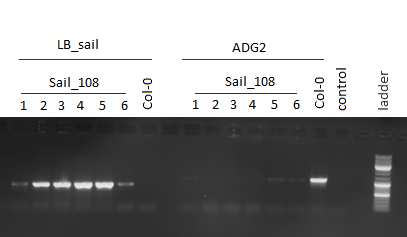 LB_sail ADG2
Sail_108 Sail_108
1 2 3 4 5 6 Col-0 1 2 3 4 5 6 Col-0 control ladder